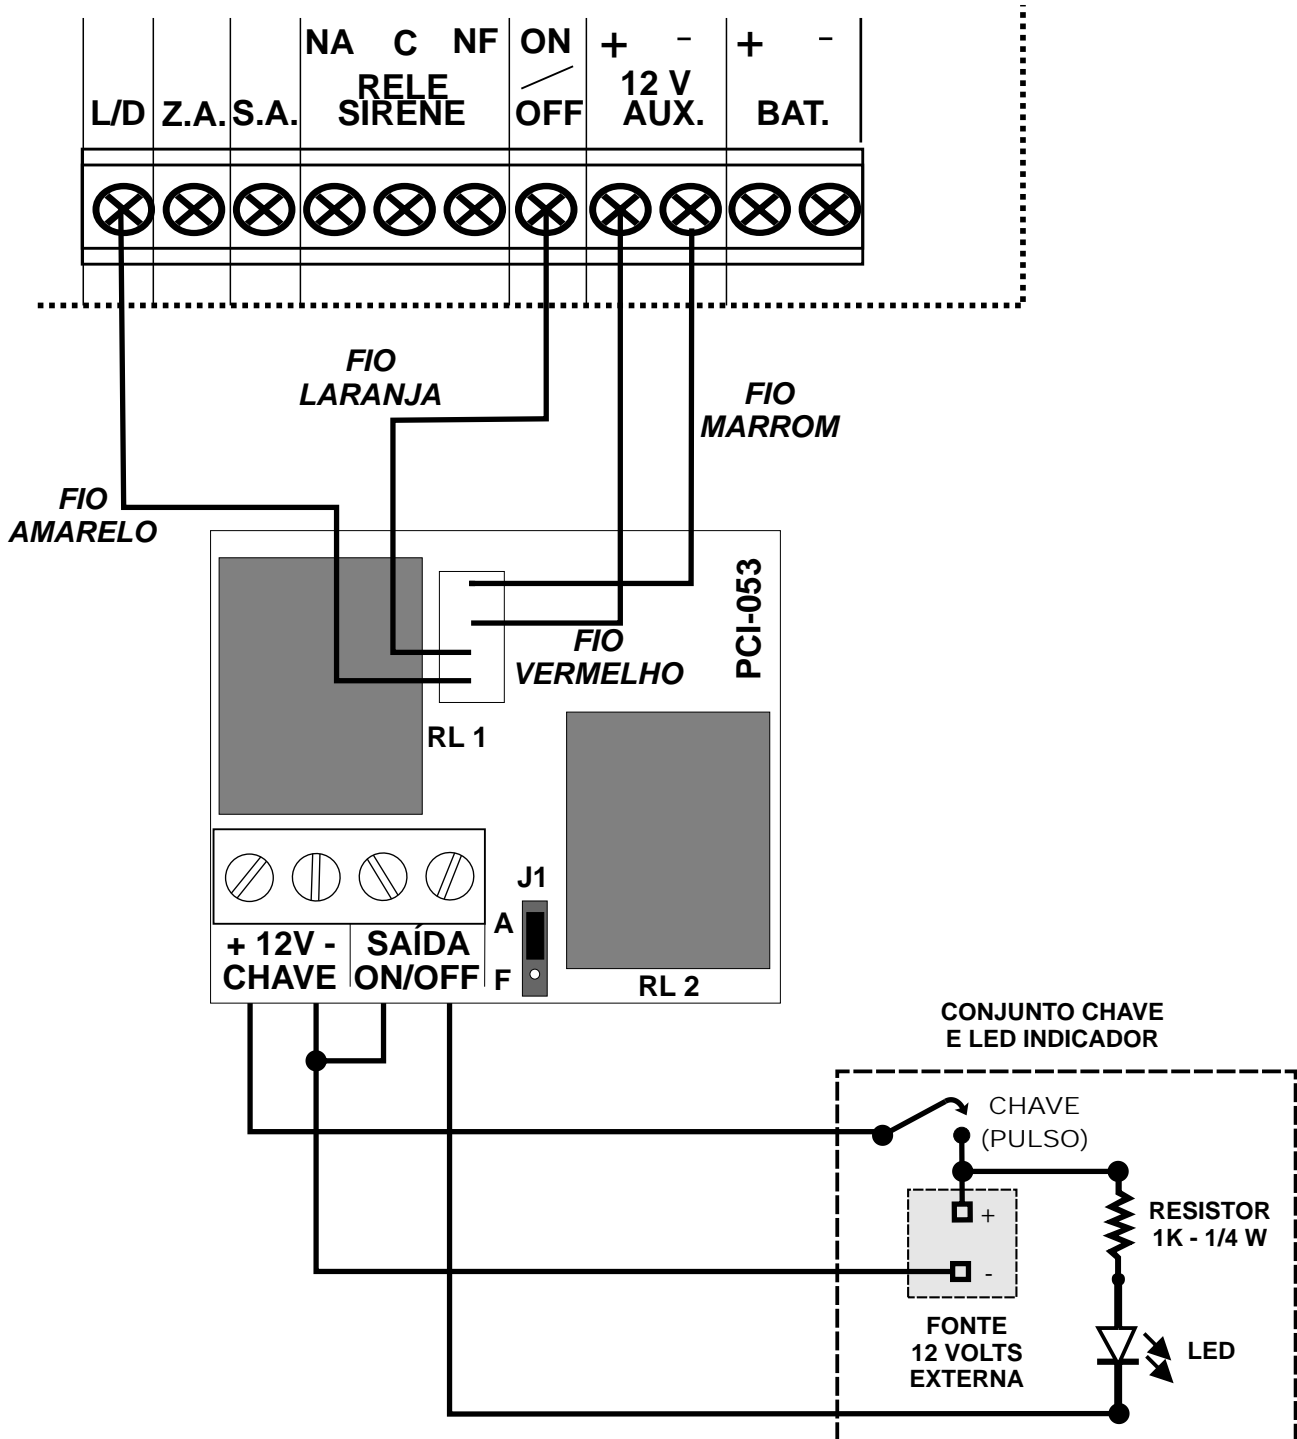 NA C NF ON + - + -
RELE
SIRENE
12 V
L/D Z.A. S.A. OFF AUX. BAT.
FIO
LARANJA
FIO
MARROM
FIO
AMARELO
PCI-053
FIO
VERMELHO
RL 1
J1
A
F
+ 12V -
CHAVE
SAÍDA
ON/OFF
RL 2
CONJUNTO CHAVE
E LED INDICADOR
CHAVE
(PULSO)
+
-
RESISTOR
1K - 1/4 W
FONTE
12 VOLTS
EXTERNA
LED